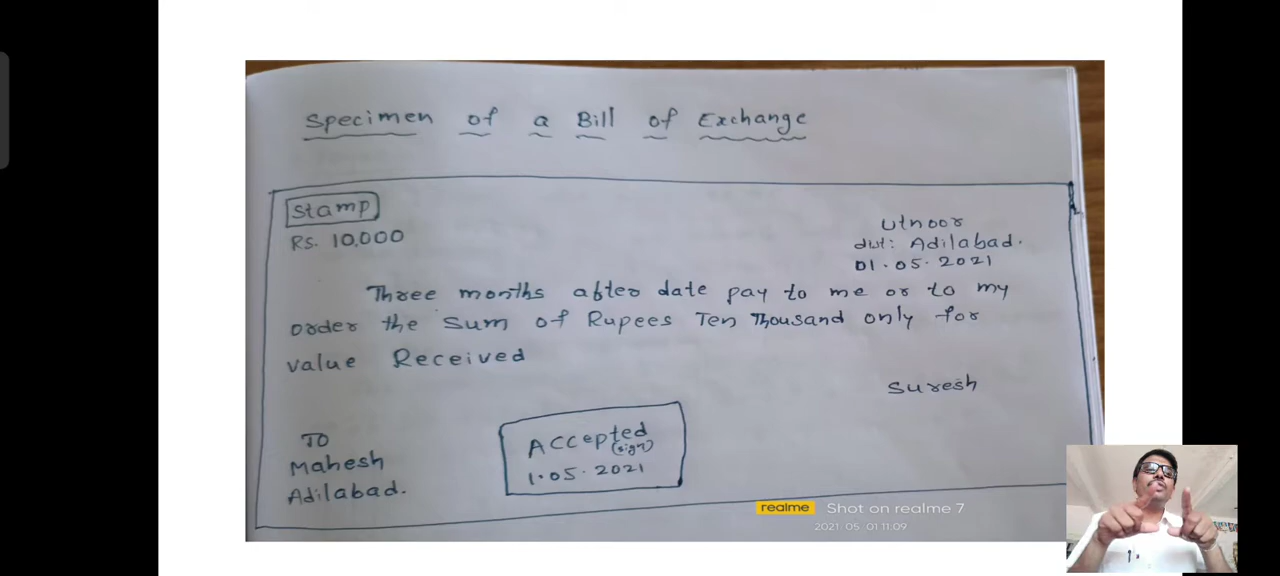 Specimen of a Bill of Exchange
Stamp
Rs. 10,000
Utnoor
dist: Adilabad.
01.05.2021
Three months after date pay to me or to my
order the sum of Rupees Ten Thousand only for
value Received
Suresh
TO
Mahesh
Adilabad.
Accepted
(sign)
1.05.2021
realme Shot on realme 7
2021.05.01 11:09